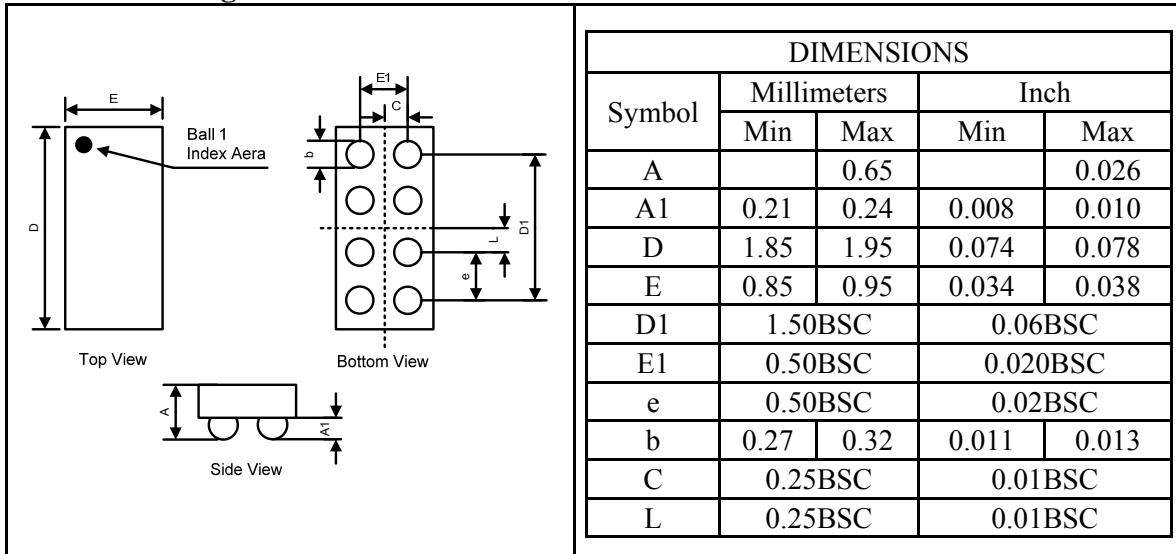 E
Ball 1
Index Aera
D
Top View
E1
C
b
D1
L
e
Bottom View
A
A1
Side View
DIMENSIONS
Symbol Millimeters Inch
Min Max Min Max
A 0.65 0.026
A1 0.21 0.24 0.008 0.010
D 1.85 1.95 0.074 0.078
E 0.85 0.95 0.034 0.038
D1 1.50BSC 0.06BSC
E1 0.50BSC 0.020BSC
e 0.50BSC 0.02BSC
b 0.27 0.32 0.011 0.013
C 0.25BSC 0.01BSC
L 0.25BSC 0.01BSC